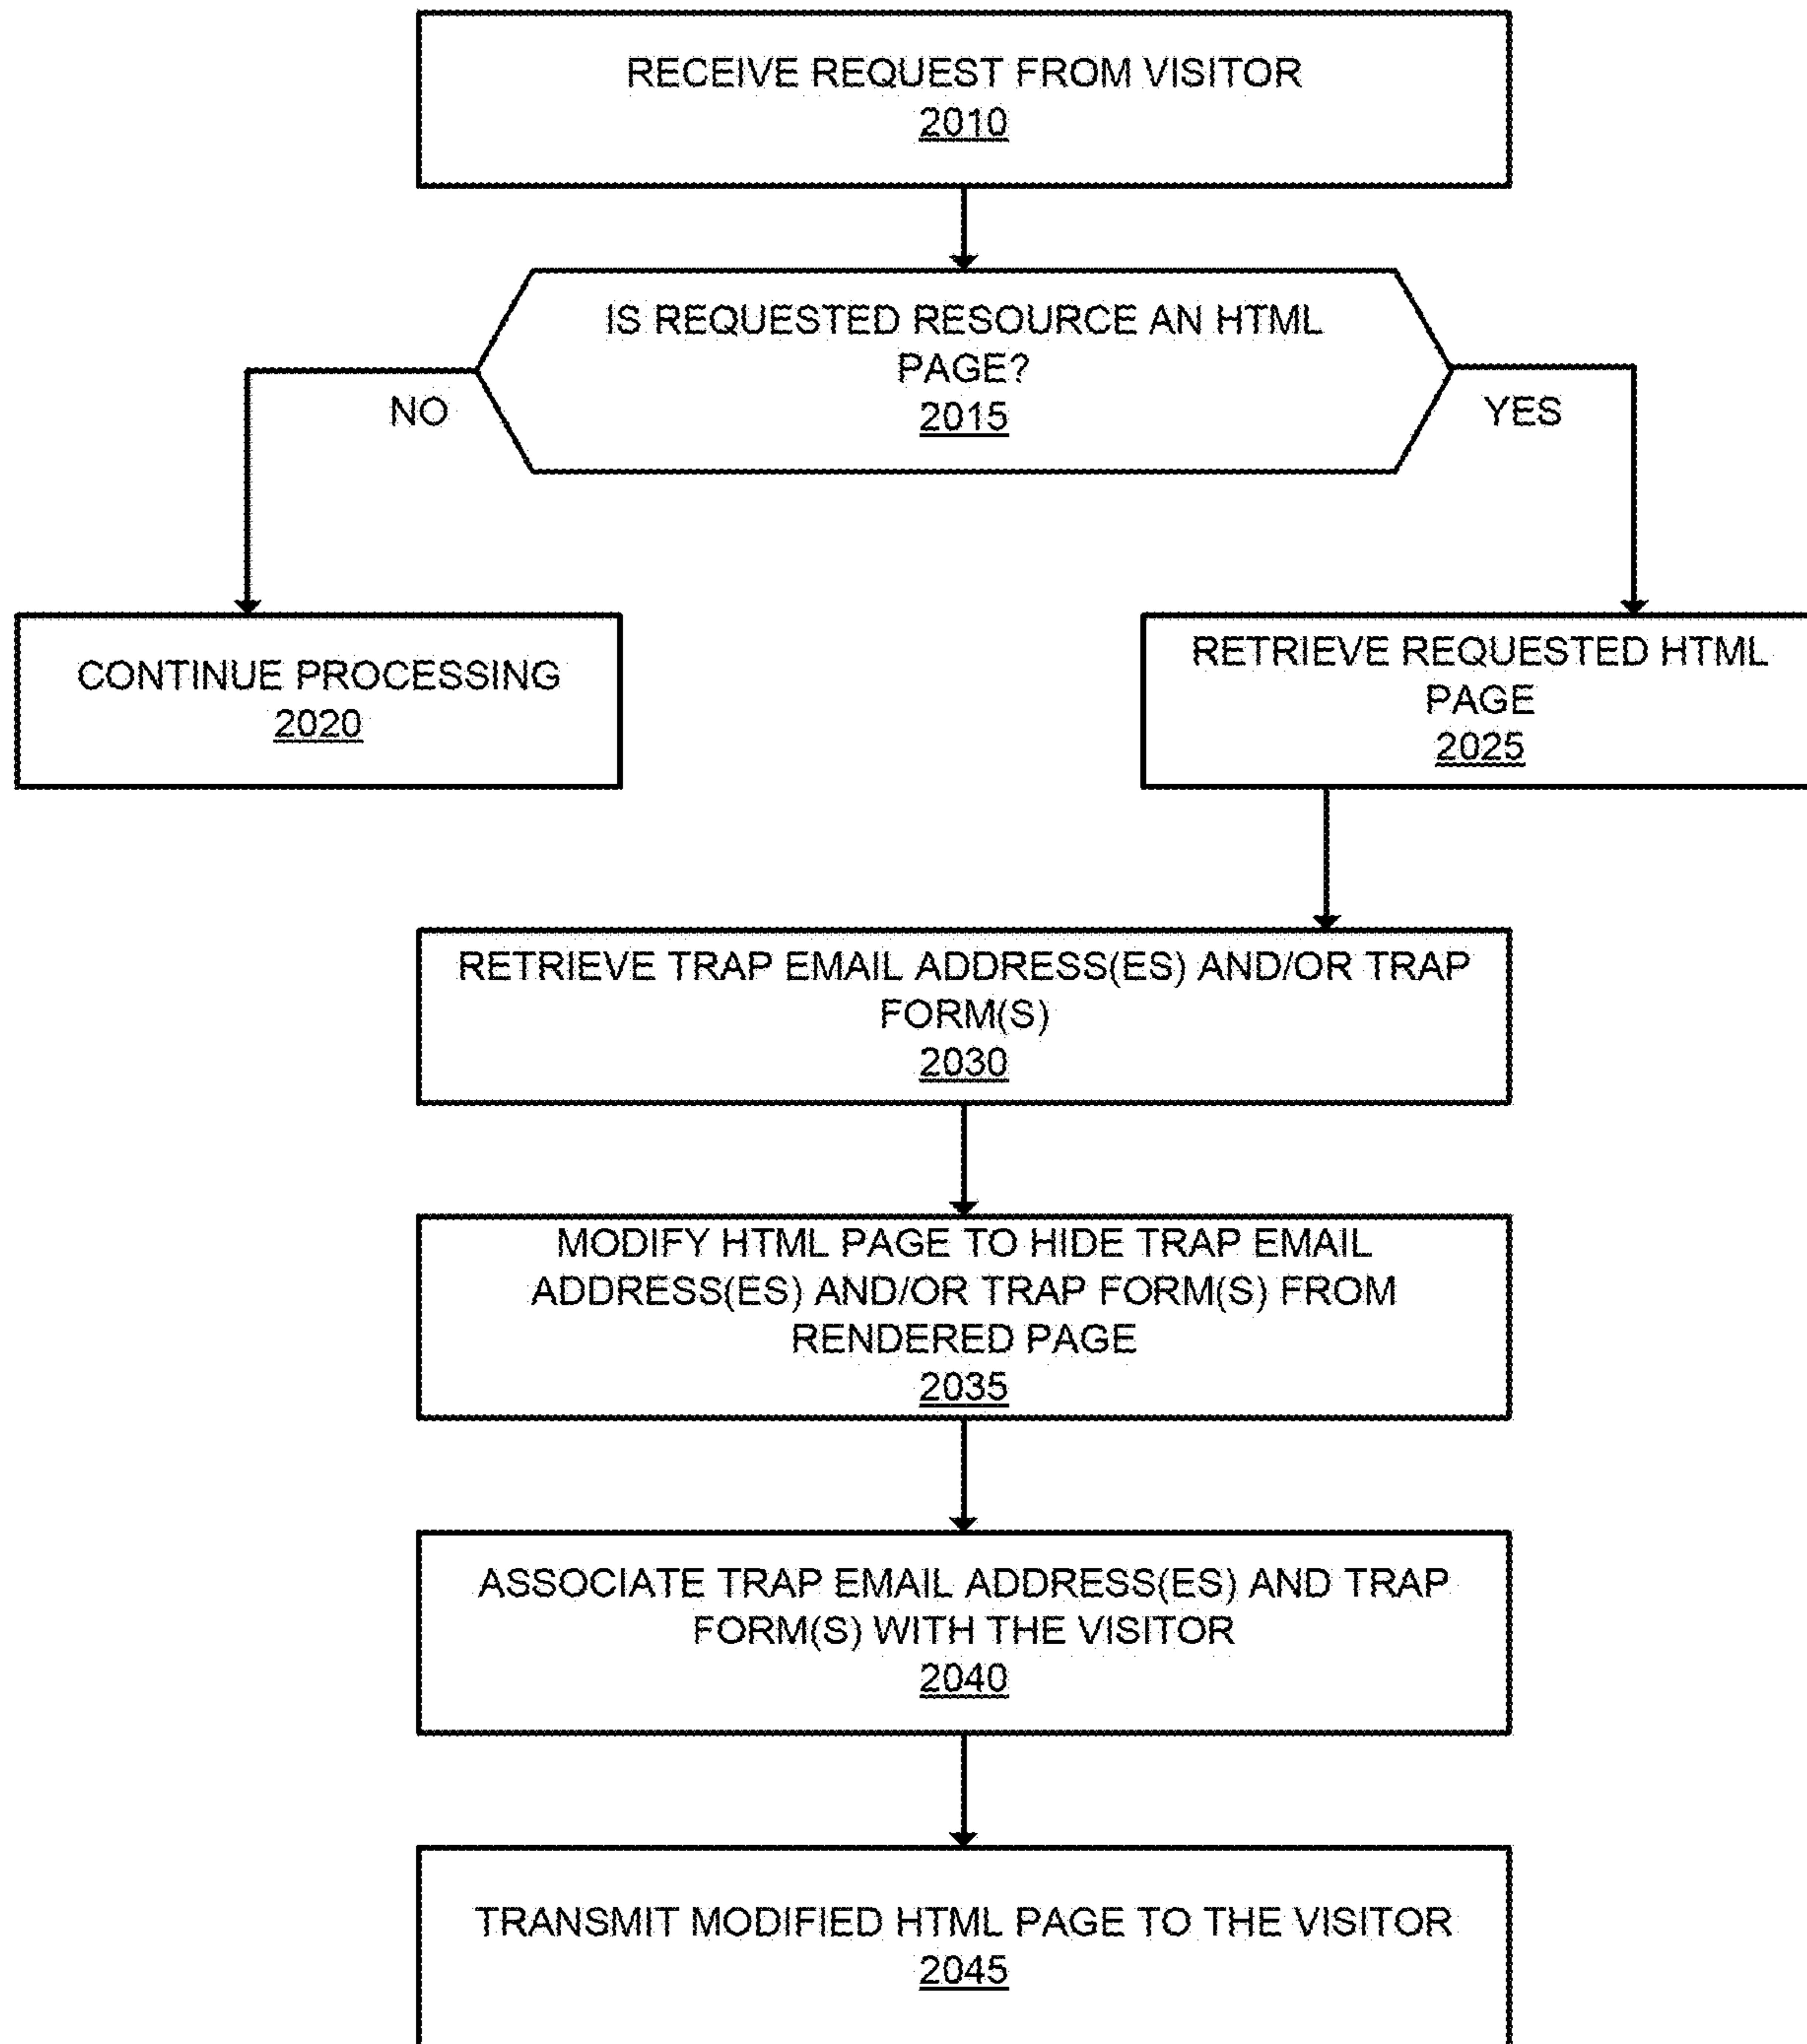 RECEIVE REQUEST FROM VISITOR
2010
IS REQUESTED RESOURCE AN HTML
PAGE?
2015
NO
YES
CONTINUE PROCESSING
2020
RETRIEVE REQUESTED HTML
PAGE
2025
RETRIEVE TRAP EMAIL ADDRESS(ES) AND/OR TRAP
FORM(S)
2030
MODIFY HTML PAGE TO HIDE TRAP EMAIL
ADDRESS(ES) AND/OR TRAP FORM(S) FROM
RENDERED PAGE
2035
ASSOCIATE TRAP EMAIL ADDRESS(ES) AND TRAP
FORM(S) WITH THE VISITOR
2040
TRANSMIT MODIFIED HTML PAGE TO THE VISITOR
2045